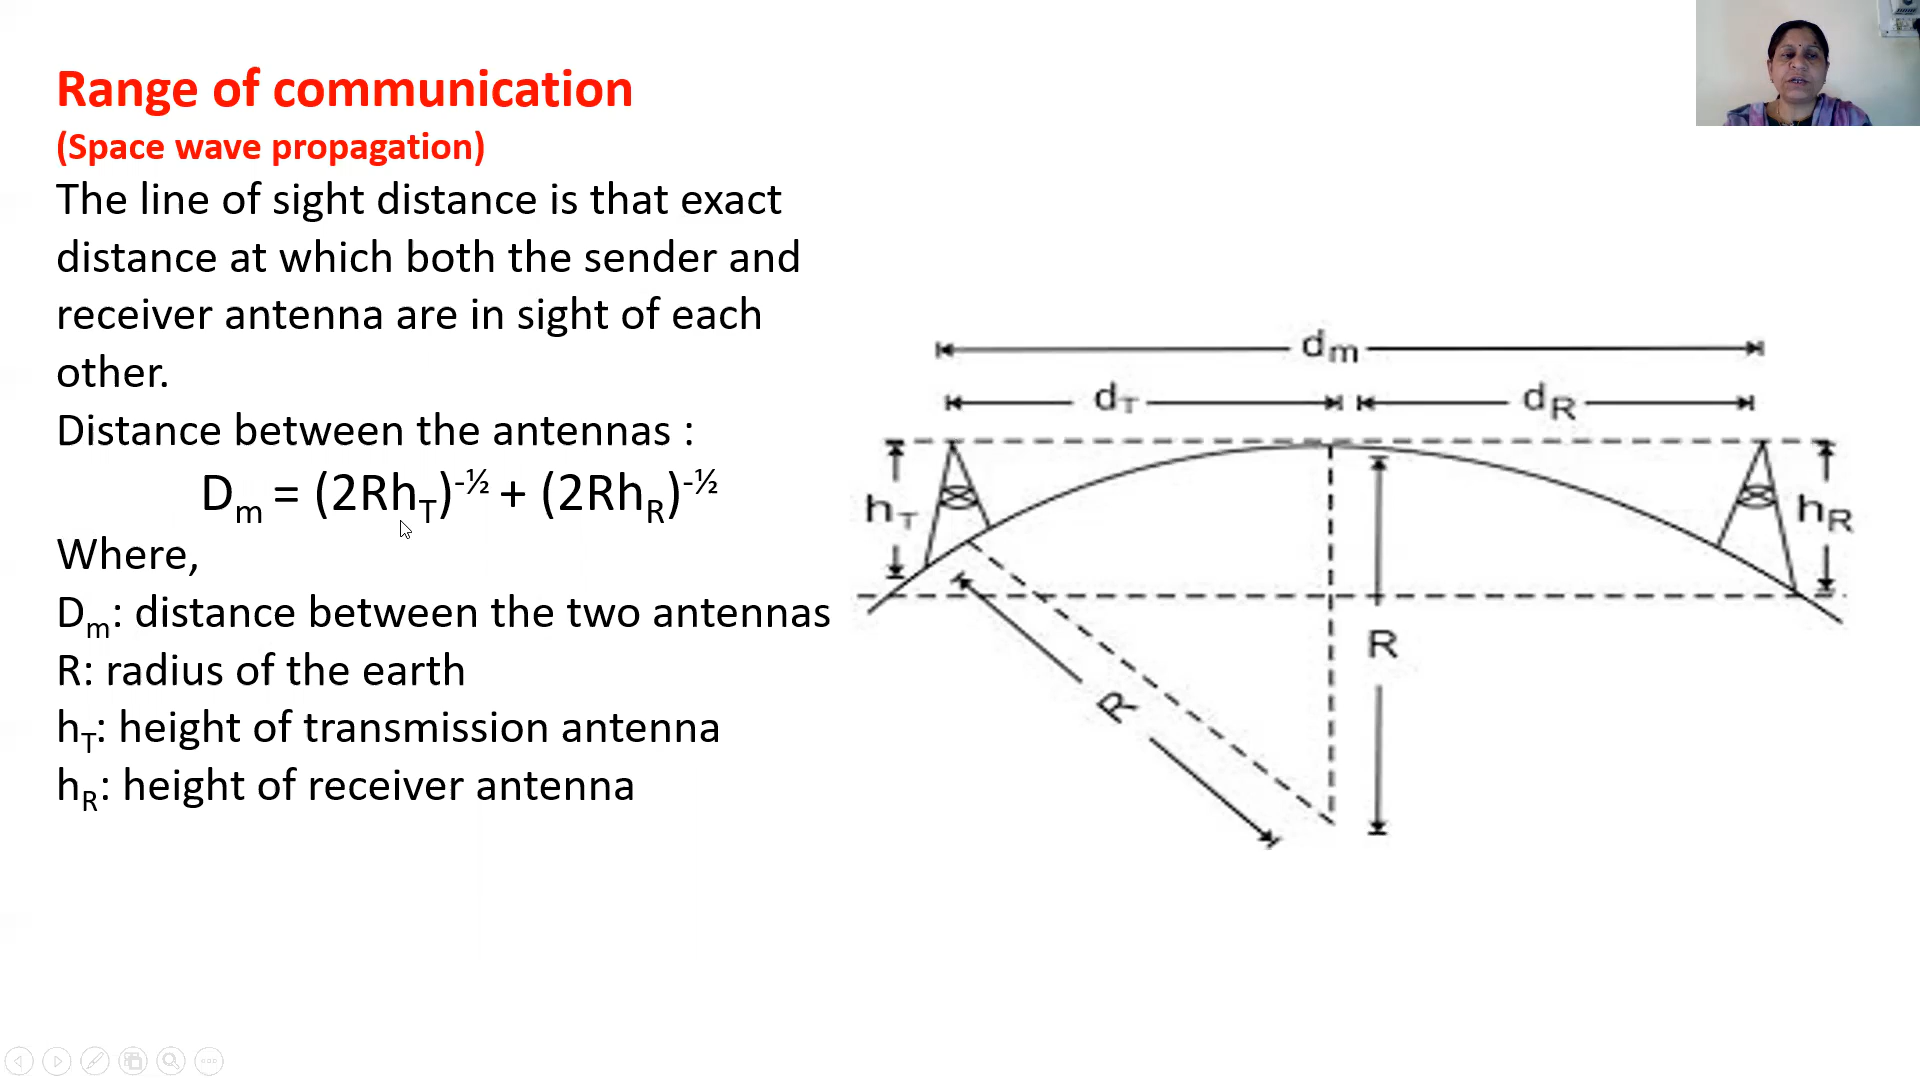 Range of communication
(Space wave propagation)
The line of sight distance is that exact
distance at which both the sender and
receiver antenna are in sight of each
other.
Distance between the antennas :
Dm = (2RhT)-½ + (2RhR)-½
Where,
Dm: distance between the two antennas
R: radius of the earth
hT: height of transmission antenna
hR: height of receiver antenna
dm
dT
dR
hT
hR
R
R